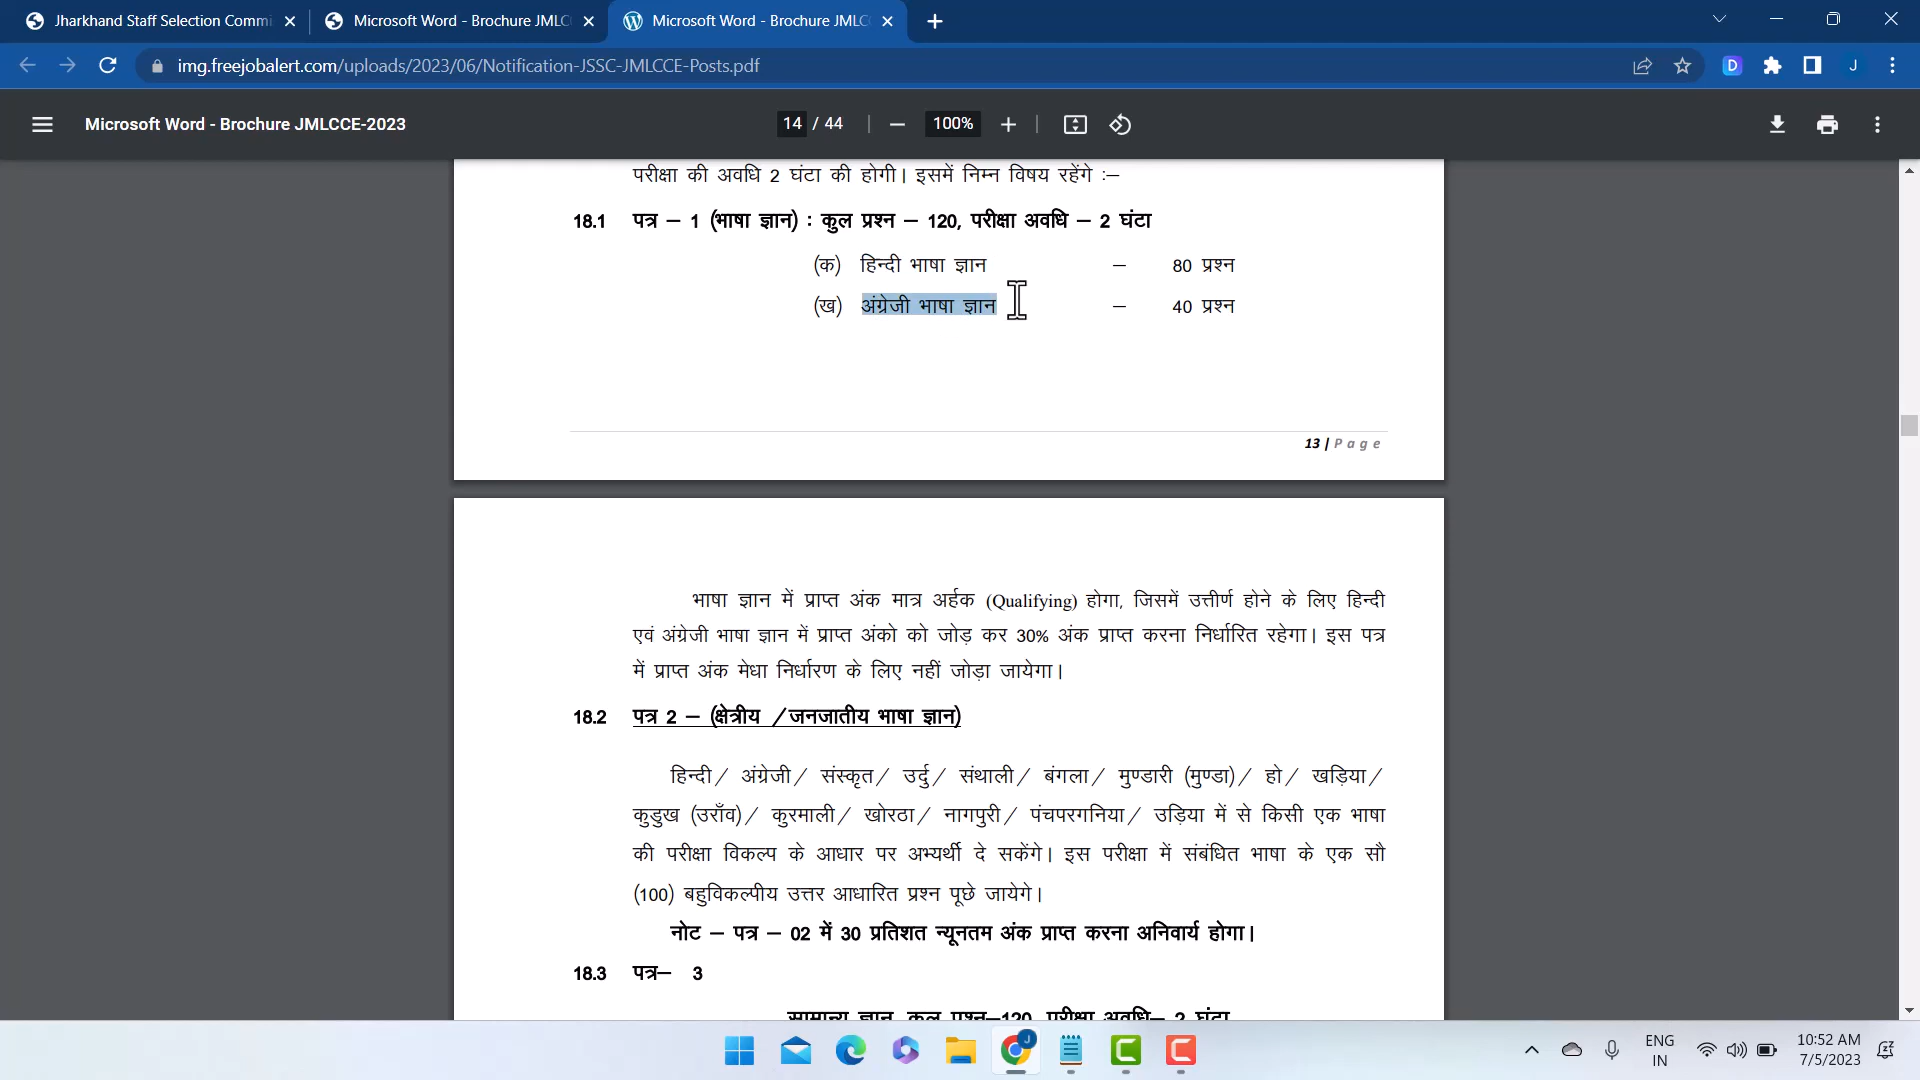 Jharkhand Staff Selection Commi
Microsoft Word - Brochure JMLC
Microsoft Word - Brochure JMLC
img.freejobalert.com/uploads/2023/06/Notification-JSSC-JMLCCE-Posts.pdf
D
J
Microsoft Word - Brochure JMLCCE-2023
14 / 44
100%
परीक्षा की अवधि 2 घंटा की होगी। इसमें निम्न विषय रहेंगे :–
18.1 पत्र – 1 (भाषा ज्ञान) : कुल प्रश्न – 120, परीक्षा अवधि – 2 घंटा
(क) हिन्दी भाषा ज्ञान – 80 प्रश्न
(ख) अंग्रेजी भाषा ज्ञान – 40 प्रश्न
13 | Page
भाषा ज्ञान में प्राप्त अंक मात्र अर्हक (Qualifying) होगा, जिसमें उत्तीर्ण होने के लिए हिन्दी
एवं अंग्रेजी भाषा ज्ञान में प्राप्त अंको को जोड़ कर 30% अंक प्राप्त करना निर्धारित रहेगा। इस पत्र
में प्राप्त अंक मेधा निर्धारण के लिए नहीं जोड़ा जायेगा।
18.2 पत्र 2 – (क्षेत्रीय /जनजातीय भाषा ज्ञान)
हिन्दी/ अंग्रेजी/ संस्कृत/ उर्दु/ संथाली/ बंगला/ मुण्डारी (मुण्डा)/ हो/ खड़िया/
कुडुख (उराँव)/ कुरमाली/ खोरठा/ नागपुरी/ पंचपरगनिया/ उड़िया में से किसी एक भाषा
की परीक्षा विकल्प के आधार पर अभ्यर्थी दे सकेंगे। इस परीक्षा में संबंधित भाषा के एक सौ
(100) बहुविकल्पीय उत्तर आधारित प्रश्न पूछे जायेगे।
नोट – पत्र – 02 में 30 प्रतिशत न्यूनतम अंक प्राप्त करना अनिवार्य होगा।
18.3 पत्र– 3
सामान्य ज्ञान, कुल प्रश्न–120, परीक्षा अवधि– 2 घंटा
ENG
IN
10:52 AM
7/5/2023